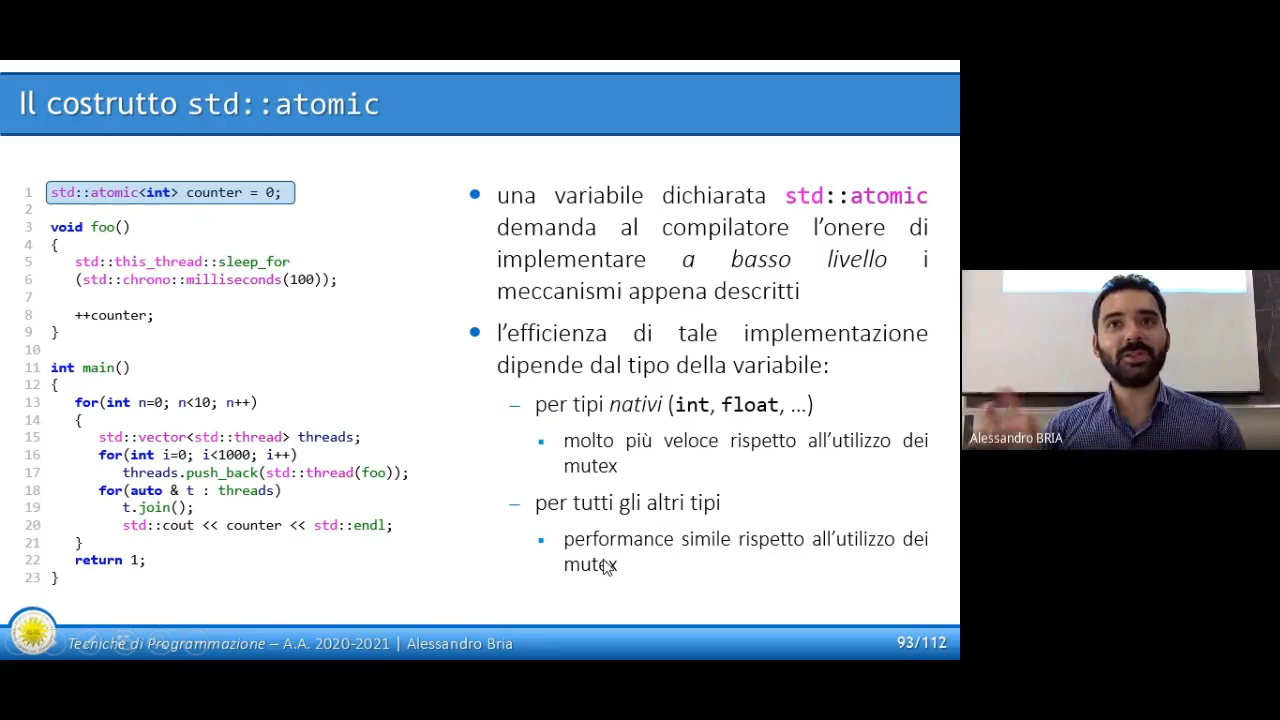 Il costrutto std::atomic
1 std::atomic<int> counter = 0;
2
3 void foo()
4 {
5 std::this_thread::sleep_for
6 (std::chrono::milliseconds(100));
7
8 ++counter;
9 }
10
11 int main()
12 {
13 for(int n=0; n<10; n++)
14 {
15 std::vector<std::thread> threads;
16 for(int i=0; i<1000; i++)
17 threads.push_back(std::thread(foo));
18 for(auto & t : threads)
19 t.join();
20 std::cout << counter << std::endl;
21 }
22 return 1;
23 }
• una variabile dichiarata std::atomic
demanda al compilatore l’onere di
implementare a basso livello i
meccanismi appena descritti
• l’efficienza di tale implementazione
dipende dal tipo della variabile:
– per tipi nativi (int, float, …)
▪ molto più veloce rispetto all’utilizzo dei
mutex
– per tutti gli altri tipi
▪ performance simile rispetto all’utilizzo dei
mutex
Alessandro BRIA
Tecniche di Programmazione – A.A. 2020-2021 | Alessandro Bria
93/112